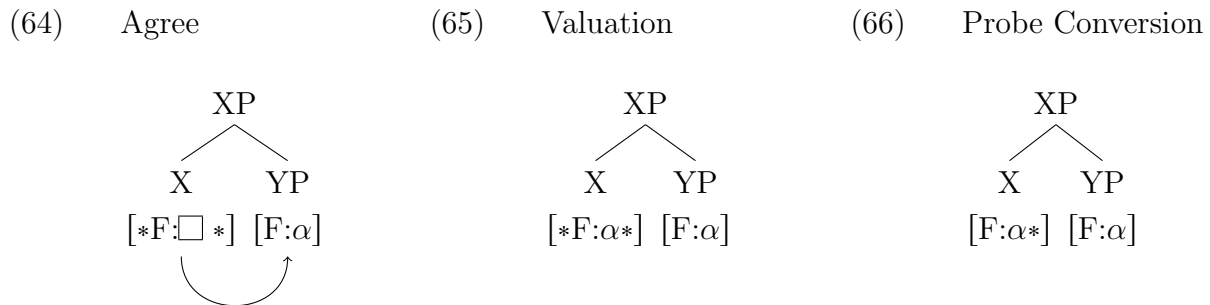 (64) Agree (65) Valuation (66) Probe Conversion
XP XP XP
X YP X YP X YP
[*F:□ *] [F:α] [*F:α*] [F:α] [F:α*] [F:α]